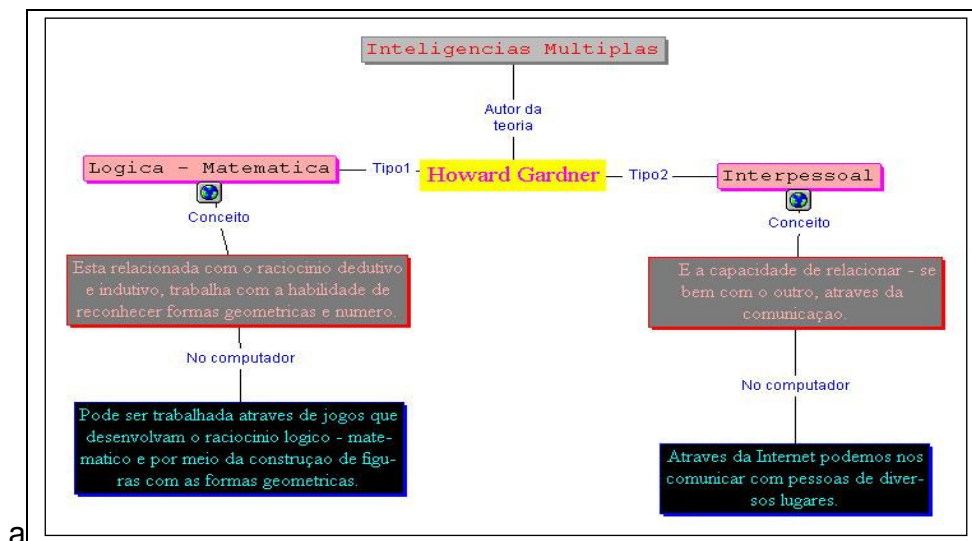 Inteligencias Multiplas
Autor da
teoria
Logica - Matematica
Tipo1
Howard Gardner
Tipo2
Interpessoal
Conceito
Esta relacionada com o raciocinio dedutivo
e indutivo, trabalha com a habilidade de
reconhecer formas geometricas e numero.
No computador
Pode ser trabalhada atraves de jogos que
desenvolvam o raciocinio logico - mate-
matico e por meio da construçao de figu-
ras com as formas geometricas.
Conceito
E a capacidade de relacionar - se
bem com o outro, atraves da
comunicaçao.
No computador
Atraves da Internet podemos nos
comunicar com pessoas de diver-
sos lugares.
a